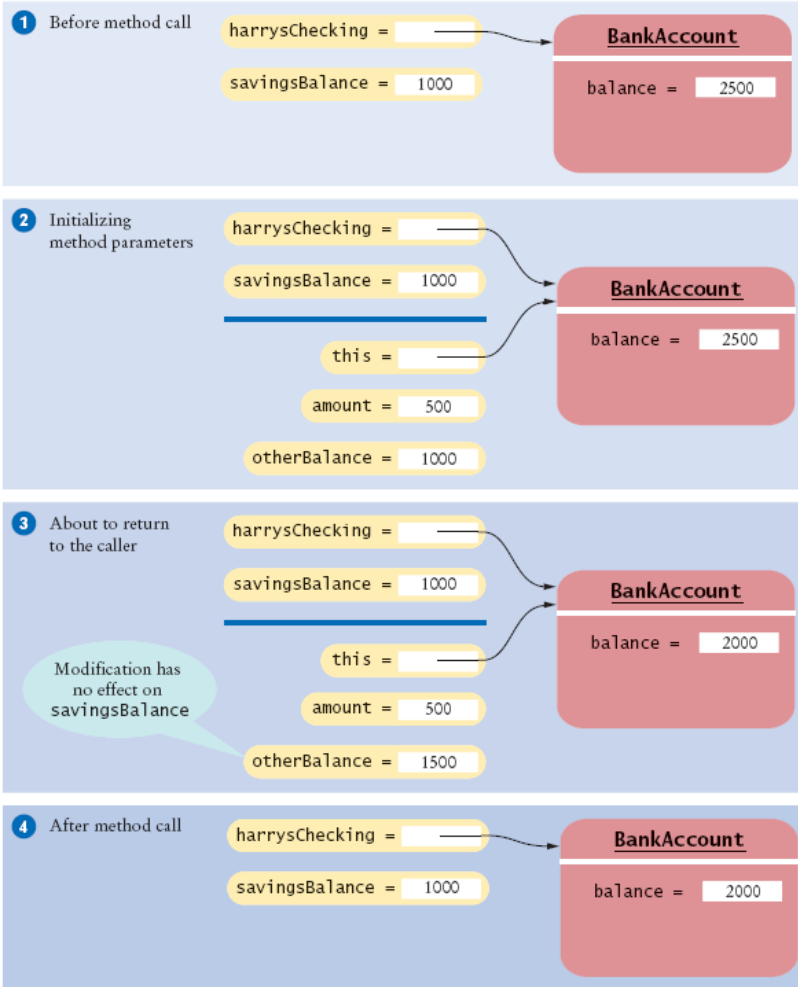 1 Before method call
harrysChecking =
BankAccount
savingsBalance = 1000
balance = 2500
2 Initializing
method parameters
harrysChecking =
savingsBalance = 1000
BankAccount
balance = 2500
this =
amount = 500
otherBalance = 1000
3 About to return
to the caller
harrysChecking =
savingsBalance = 1000
BankAccount
balance = 2000
this =
Modification has
no effect on
savingsBalance
amount = 500
otherBalance = 1500
4 After method call
harrysChecking =
BankAccount
savingsBalance = 1000
balance = 2000